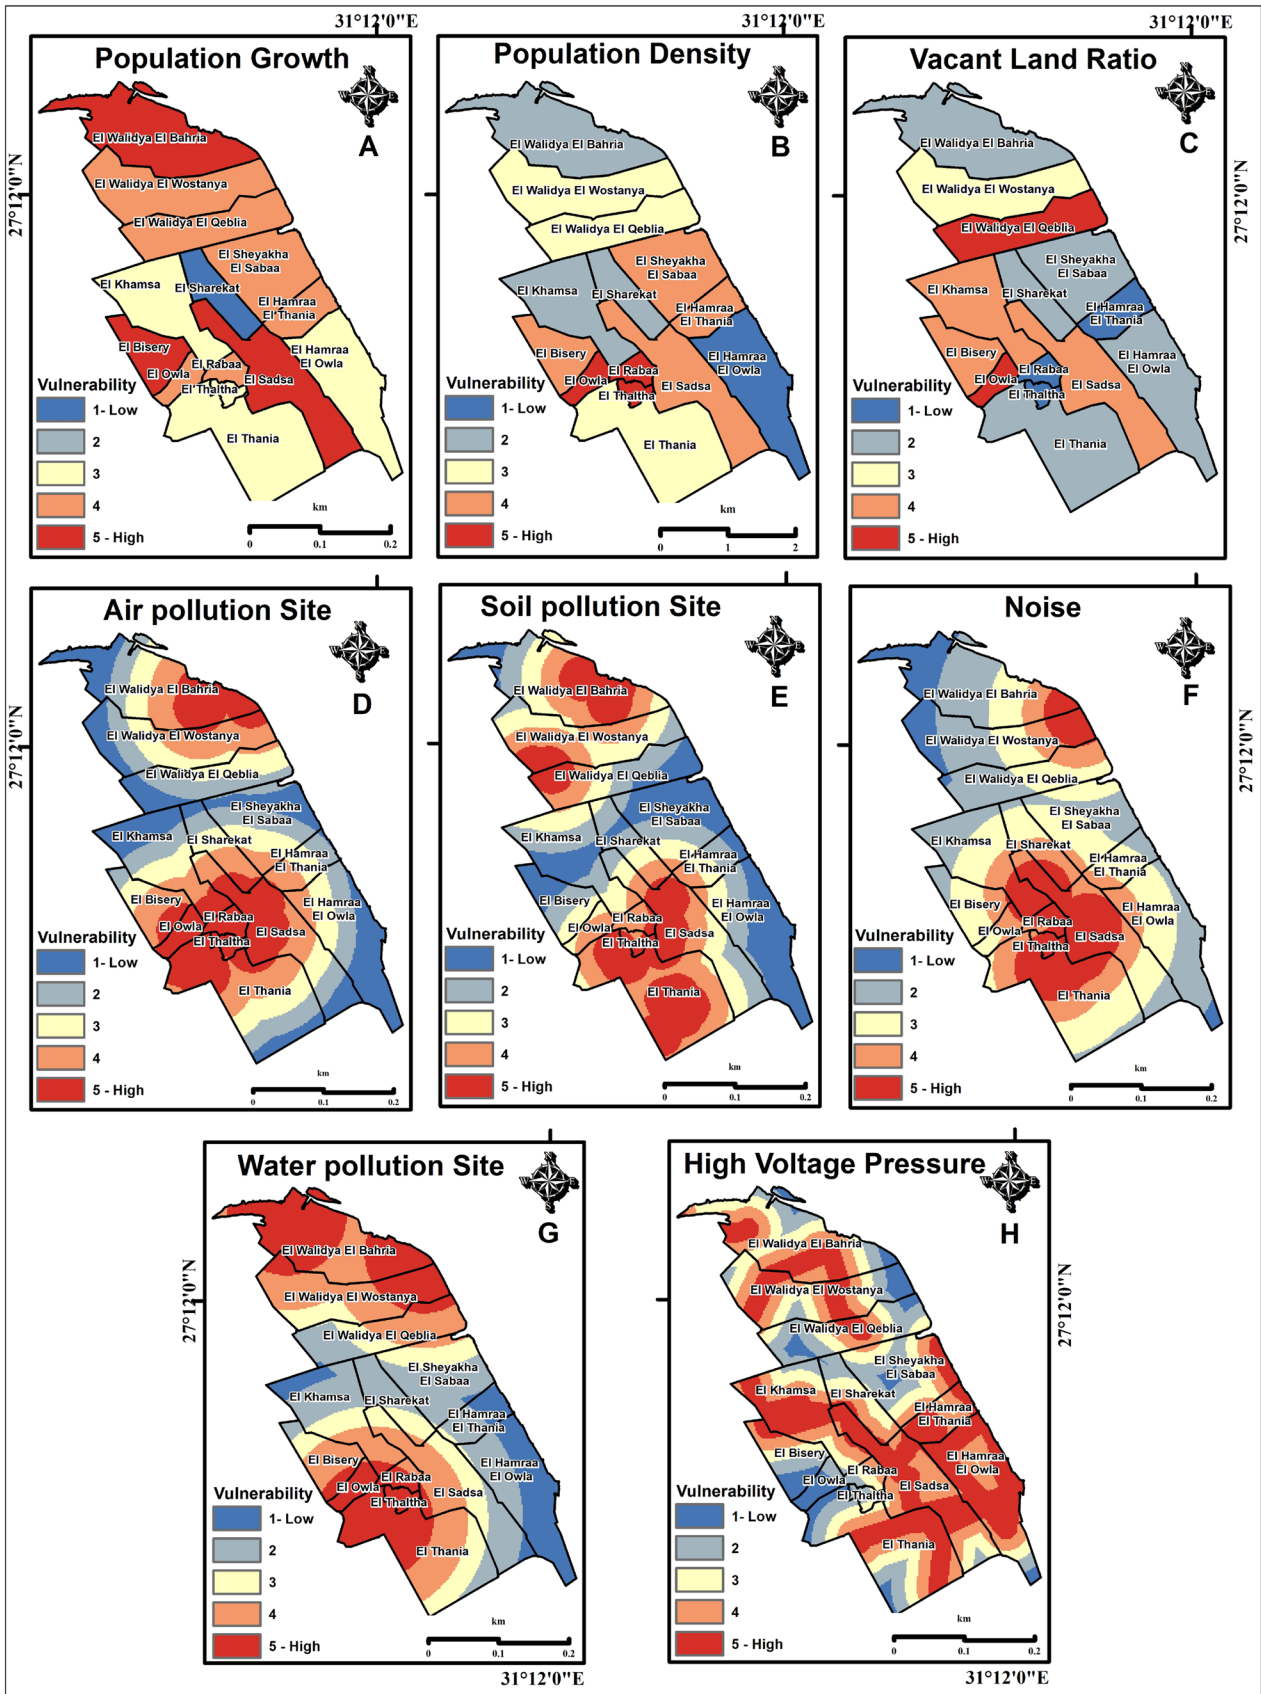 31°12'0"E
31°12'0"E
31°12'0"E
Population Growth
A
El Walidya El Bahria
El Walidya El Wostanya
El Walidya El Qeblia
El Sheyakha
El Sabaa
El Khamsa
El Sharekat
El Hamraa
El Thania
El Bisery
El Hamraa
El Owla
El Rabaa
El Owla
El Sadsa
El Thaltha
El Thania
Vulnerability
1- Low
2
3
4
5 - High
km
0
0.1
0.2
27°12'0"N
Population Density
B
El Walidya El Bahria
El Walidya El Wostanya
El Walidya El Qeblia
El Sheyakha
El Sabaa
El Khamsa
El Sharekat
El Hamraa
El Thania
El Bisery
El Hamraa
El Owla
El Rabaa
El Owla
El Sadsa
El Thaltha
El Thania
Vulnerability
1- Low
2
3
4
5 - High
km
0
1
2
Vacant Land Ratio
C
El Walidya El Bahria
El Walidya El Wostanya
El Walidya El Qeblia
El Sheyakha
El Sabaa
El Khamsa
El Sharekat
El Hamraa
El Thania
El Bisery
El Hamraa
El Owla
El Rabaa
El Owla
El Sadsa
El Thaltha
El Thania
Vulnerability
1- Low
2
3
4
5 - High
27°12'0"N
Air pollution Site
D
El Walidya El Bahria
El Walidya El Wostanya
El Walidya El Qeblia
El Sheyakha
El Sabaa
El Khamsa
El Sharekat
El Hamraa
El Thania
El Bisery
El Hamraa
El Owla
El Rabaa
El Owla
El Sadsa
El Thaltha
El Thania
Vulnerability
1- Low
2
3
4
5 - High
km
0
0.1
0.2
27°12'0"N
Soil pollution Site
E
El Walidya El Bahria
El Walidya El Wostanya
El Walidya El Qeblia
El Sheyakha
El Sabaa
El Khamsa
El Sharekat
El Hamraa
El Thania
El Bisery
El Hamraa
El Owla
El Rabaa
El Owla
El Sadsa
El Thaltha
El Thania
Vulnerability
1- Low
2
3
4
5 - High
km
0
0.1
0.2
Noise
F
El Walidya El Bahria
El Walidya El Wostanya
El Walidya El Qeblia
El Sheyakha
El Sabaa
El Khamsa
El Sharekat
El Hamraa
El Thania
El Bisery
El Hamraa
El Owla
El Rabaa
El Owla
El Sadsa
El Thaltha
El Thania
Vulnerability
1- Low
2
3
4
5 - High
km
0
0.1
0.2
27°12'0"N
Water pollution Site
G
El Walidya El Bahria
El Walidya El Wostanya
El Walidya El Qeblia
El Sheyakha
El Sabaa
El Khamsa
El Sharekat
El Hamraa
El Thania
El Bisery
El Hamraa
El Owla
El Rabaa
El Owla
El Sadsa
El Thaltha
El Thania
Vulnerability
1- Low
2
3
4
5 - High
km
0
0.1
0.2
27°12'0"N
31°12'0"E
High Voltage Pressure
H
El Walidya El Bahria
El Walidya El Wostanya
El Walidya El Qeblia
El Sheyakha
El Sabaa
El Khamsa
El Sharekat
El Hamraa
El Thania
El Bisery
El Hamraa
El Owla
El Rabaa
El Owla
El Sadsa
El Thaltha
El Thania
Vulnerability
1- Low
2
3
4
5 - High
km
0
0.1
0.2
27°12'0"N
31°12'0"E